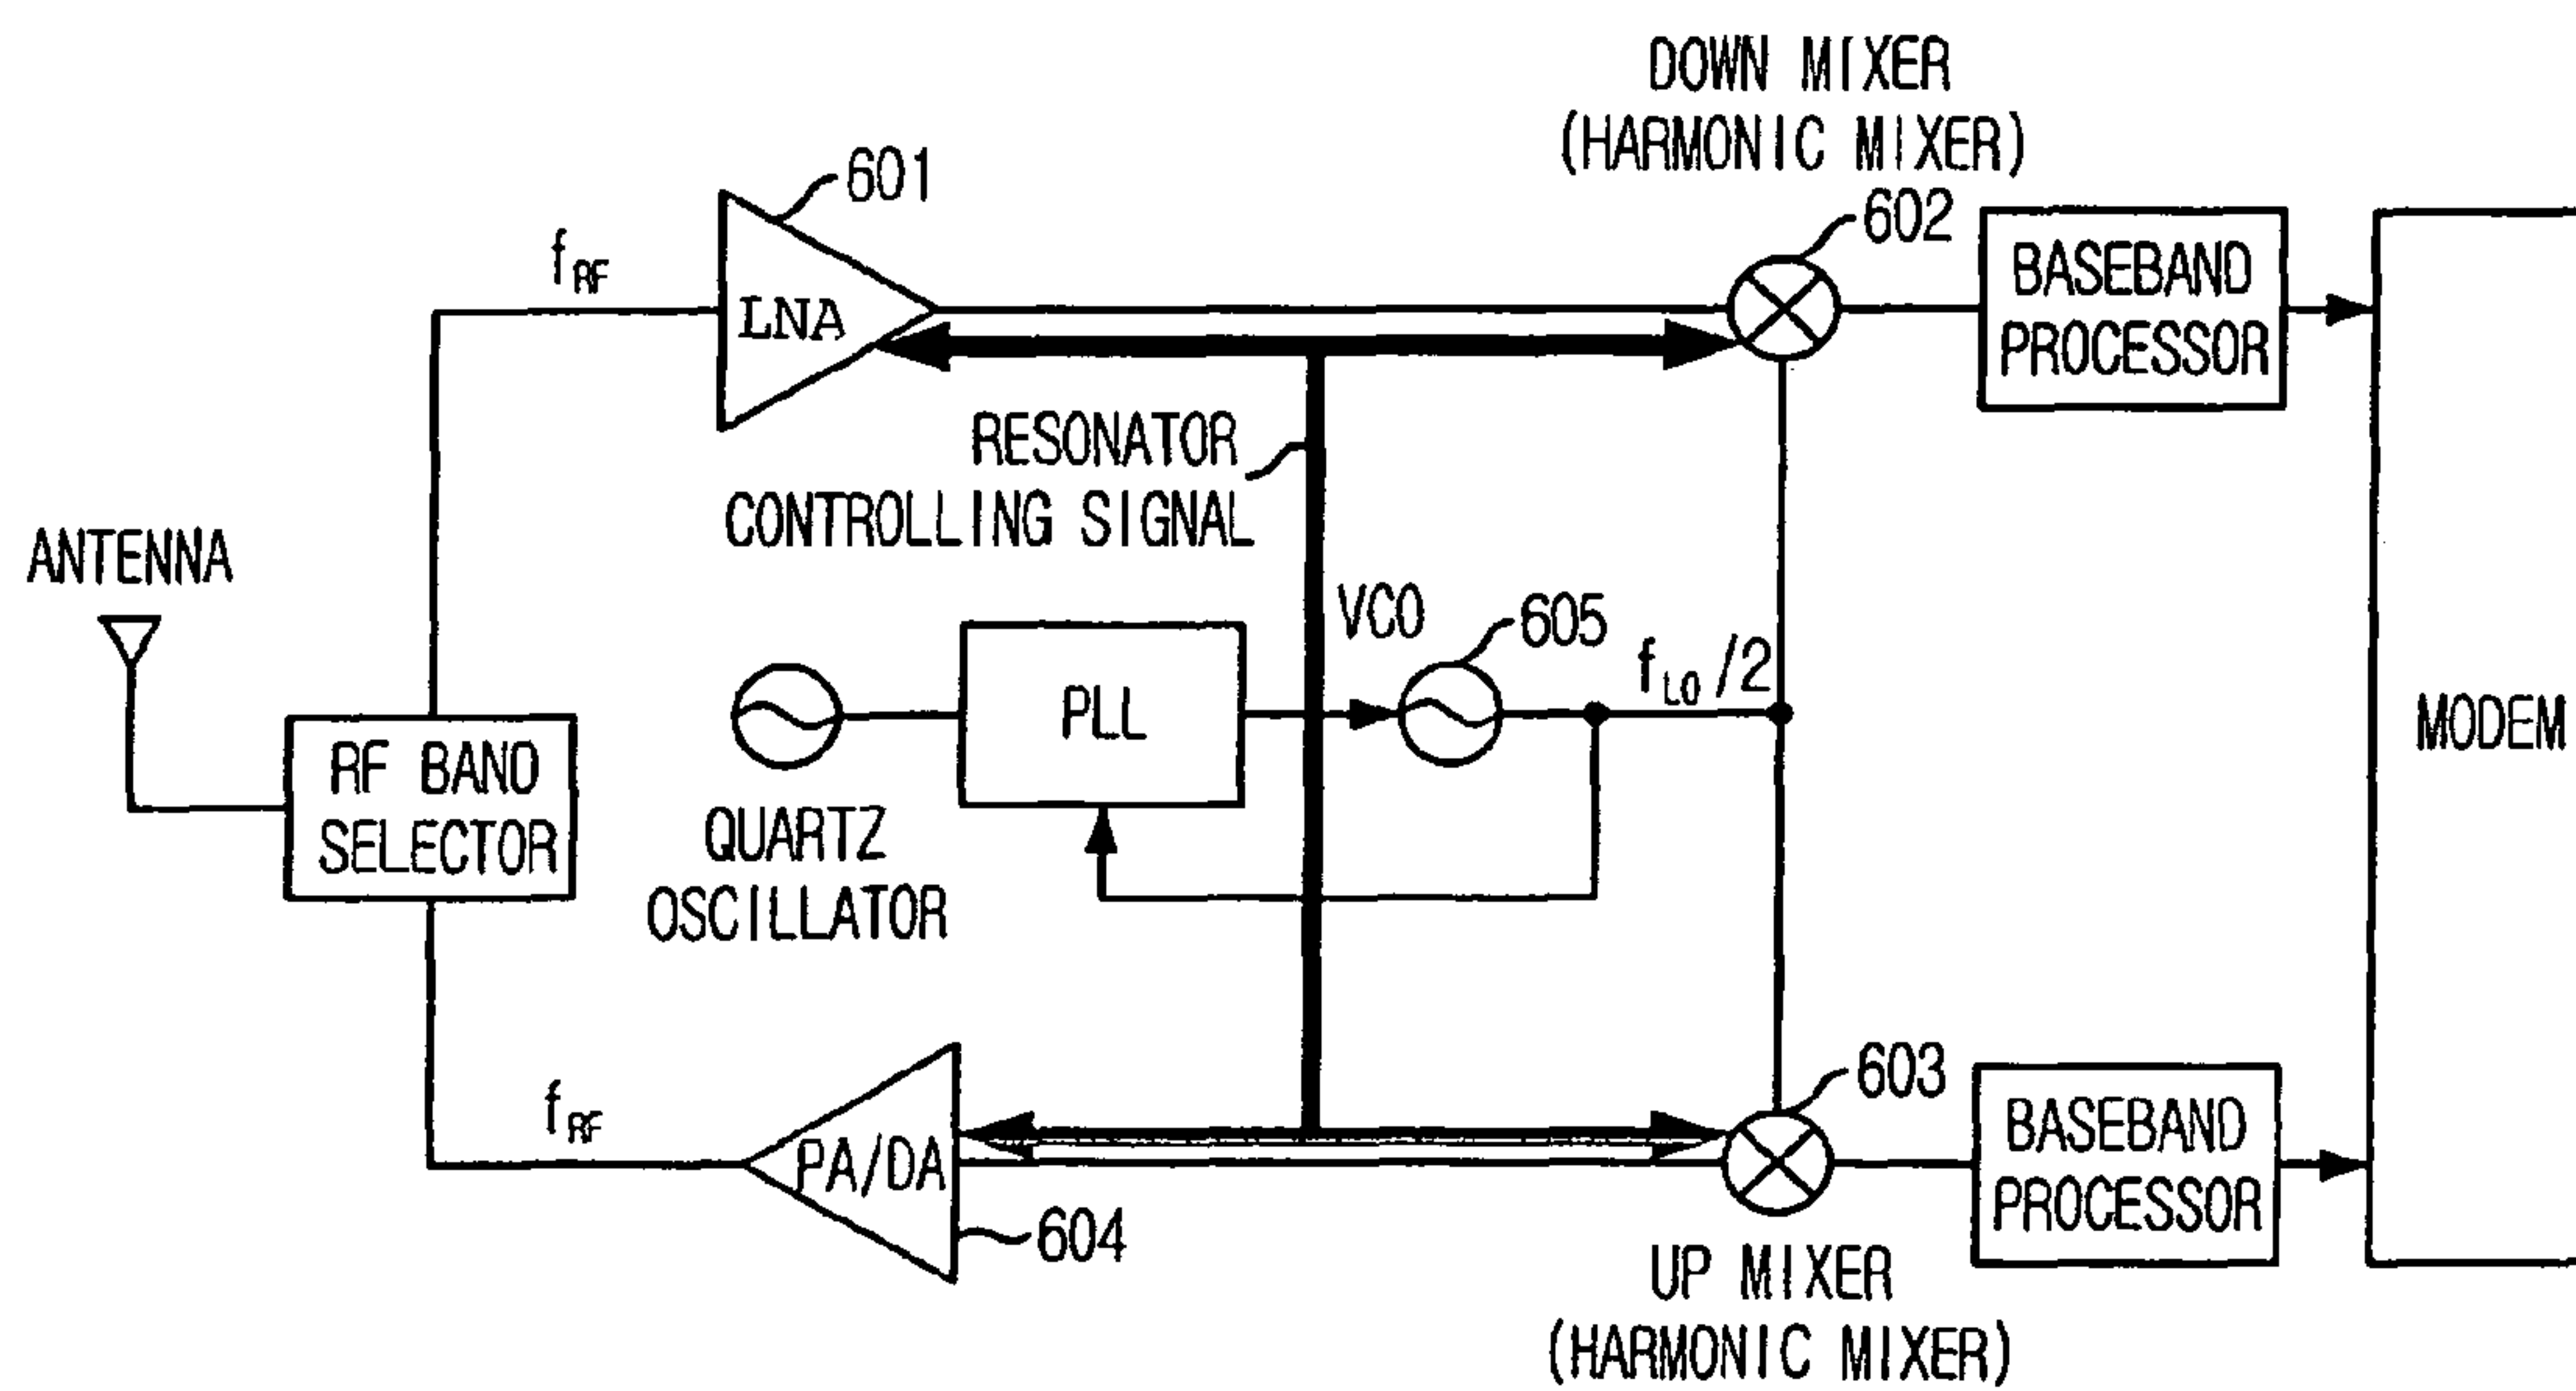 DOWN MIXER
(HARMONIC MIXER)
601
602
fRF
LNA
BASEBAND
PROCESSOR
RESONATOR
CONTROLLING SIGNAL
ANTENNA
VCO
605
fLO/2
PLL
MODEM
RF BAND
SELECTOR
QUARTZ
OSCILLATOR
603
fRF
PA/DA
BASEBAND
PROCESSOR
604
UP MIXER
(HARMONIC MIXER)